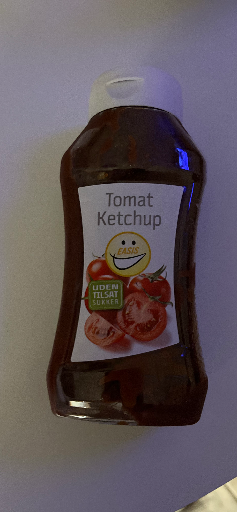 Tomat
Ketchup
EASIS
UDEN
TILSAT
SUKKER